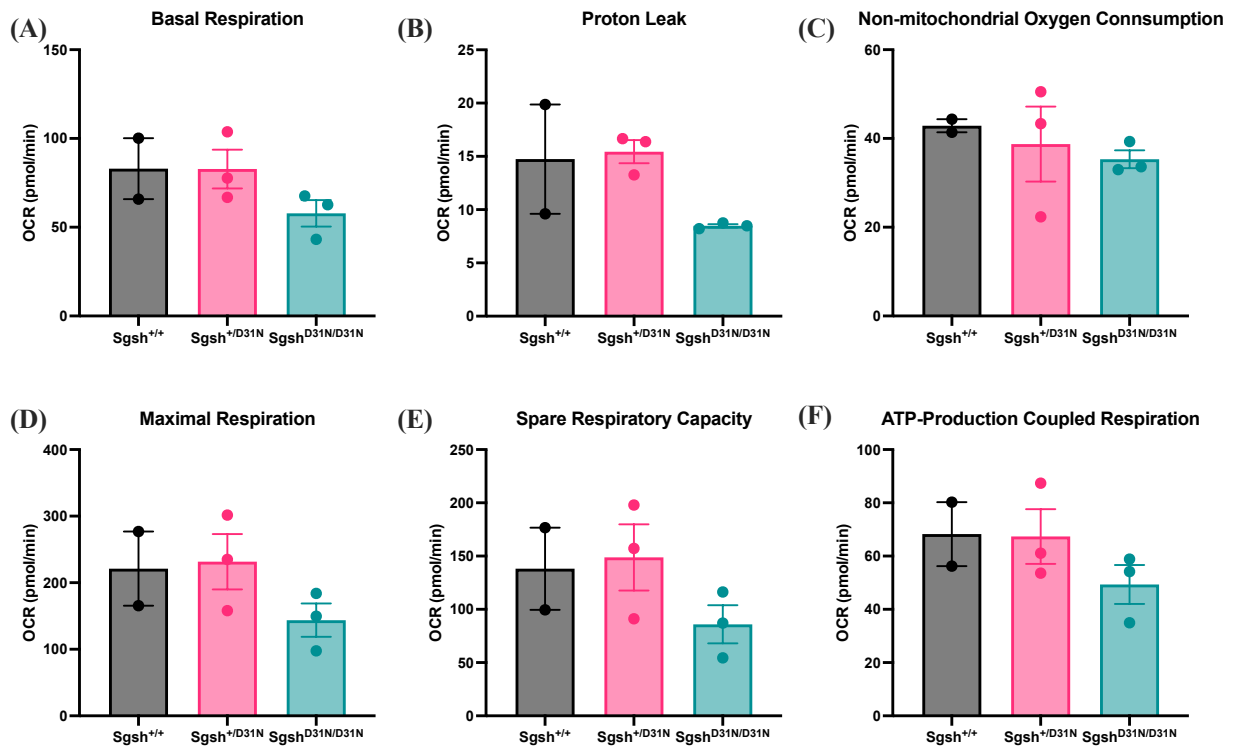 (A)
Basal Respiration
OCR (pmol/min)
150
100
50
0
Sgsh+/+
Sgsh+/D31N
SgshD31N/D31N
(B)
Proton Leak
OCR (pmol/min)
25
20
15
10
5
0
Sgsh+/+
Sgsh+/D31N
SgshD31N/D31N
(C)
Non-mitochondrial Oxygen Connsumption
OCR (pmol/min)
60
40
20
0
Sgsh+/+
Sgsh+/D31N
SgshD31N/D31N
(D)
Maximal Respiration
OCR (pmol/min)
400
300
200
100
0
Sgsh+/+
Sgsh+/D31N
SgshD31N/D31N
(E)
Spare Respiratory Capacity
OCR (pmol/min)
250
200
150
100
50
0
Sgsh+/+
Sgsh+/D31N
SgshD31N/D31N
(F)
ATP-Production Coupled Respiration
OCR (pmol/min)
100
80
60
40
20
0
Sgsh+/+
Sgsh+/D31N
SgshD31N/D31N